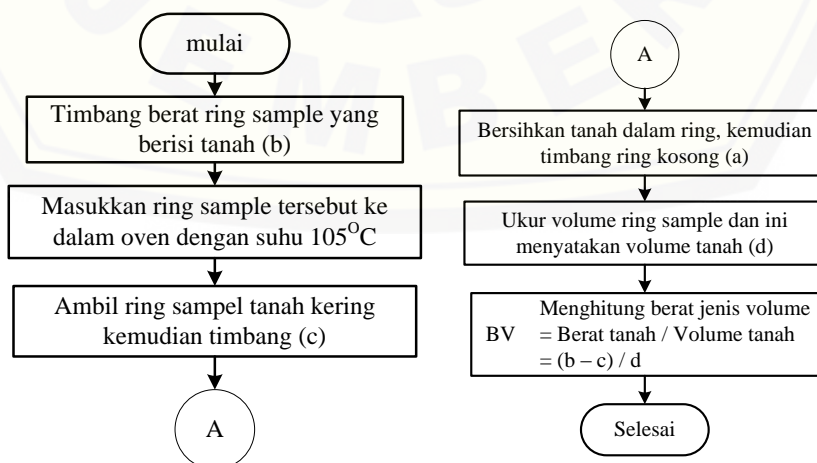 mulai
Timbang berat ring sample yang
berisi tanah (b)
Masukkan ring sample tersebut ke
dalam oven dengan suhu 105°C
Ambil ring sampel tanah kering
kemudian timbang (c)
A
A
Bersihkan tanah dalam ring, kemudian
timbang ring kosong (a)
Ukur volume ring sample dan ini
menyatakan volume tanah (d)
Menghitung berat jenis volume
BV = Berat tanah / Volume tanah
= (b – c) / d
Selesai